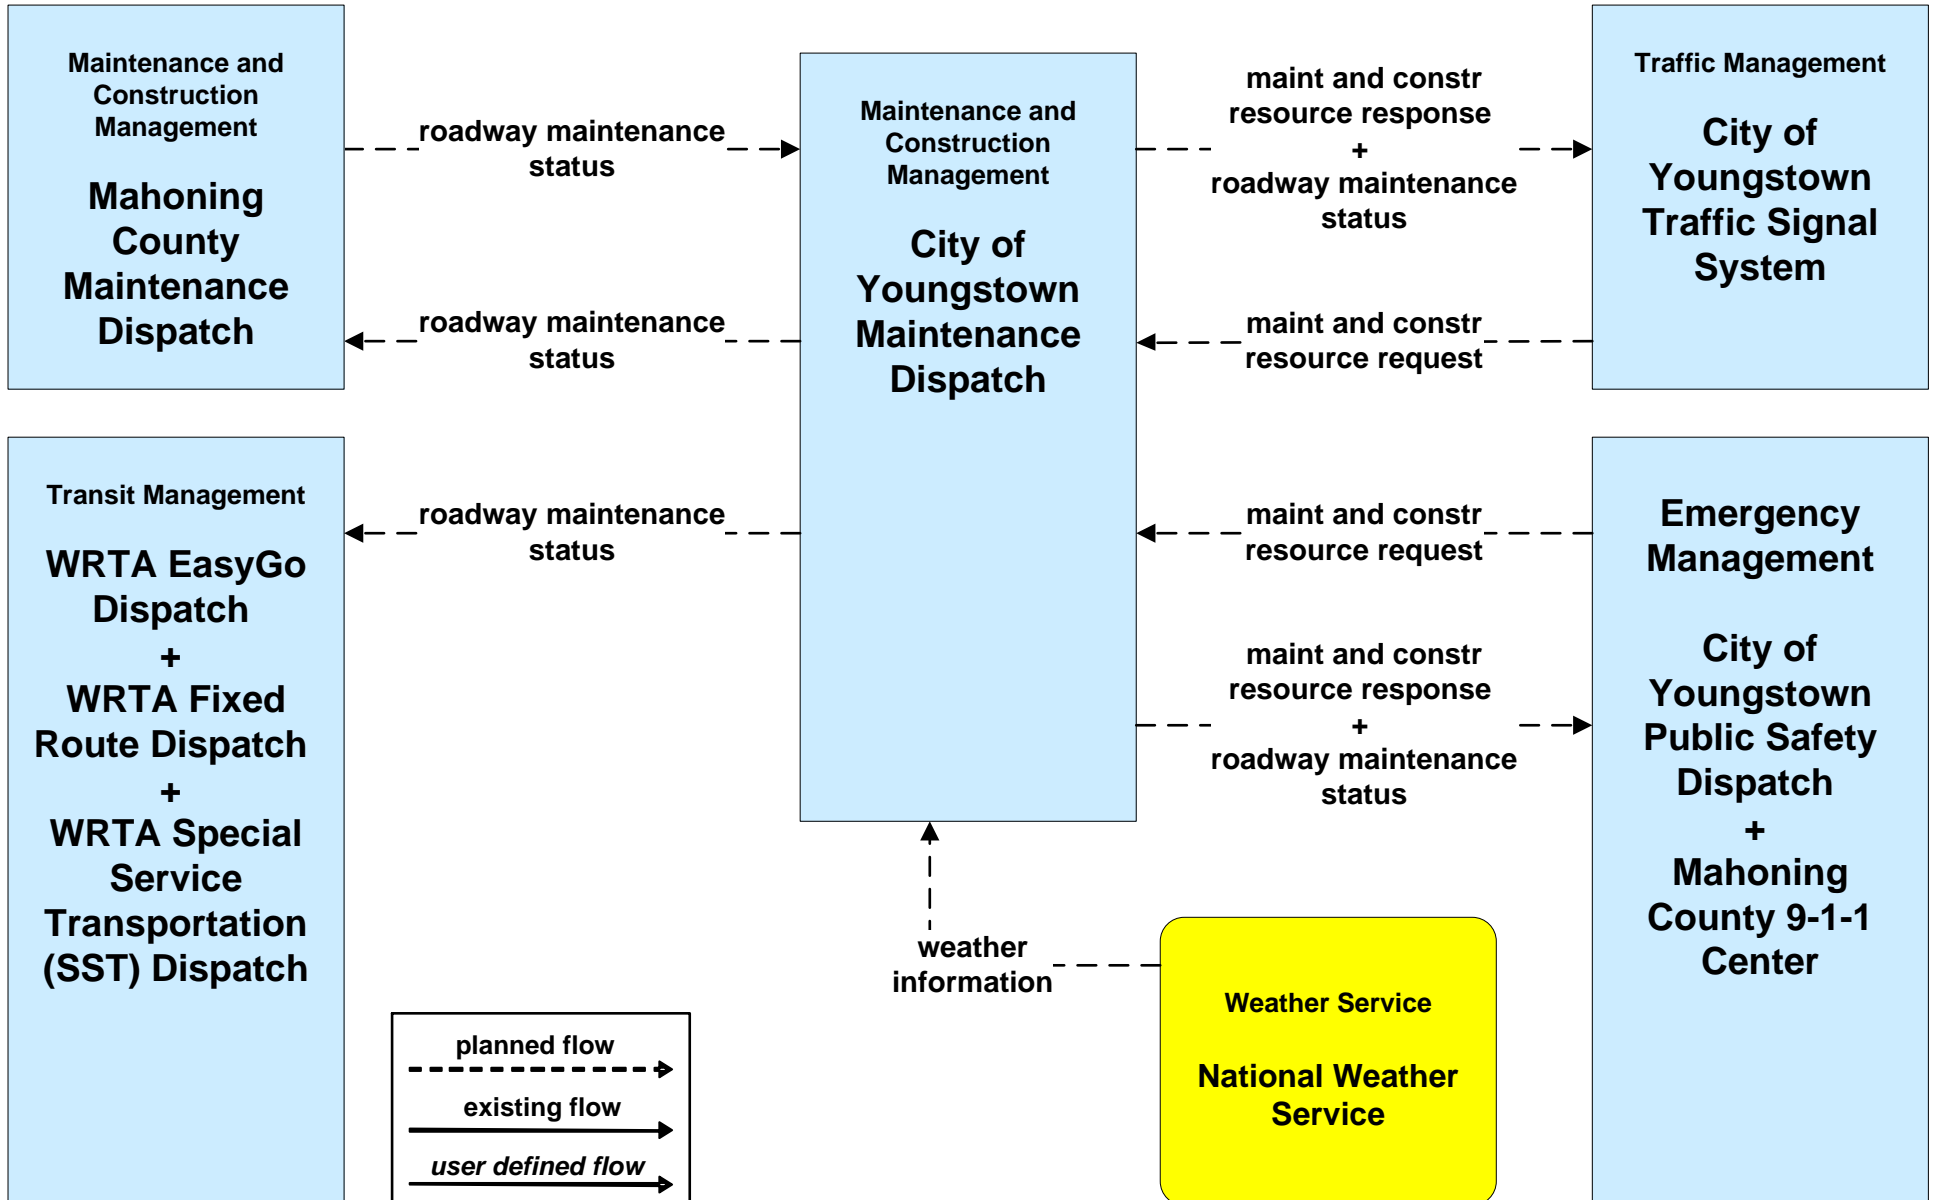 Maintenance and
Construction
Management
Mahoning
County
Maintenance
Dispatch
roadway maintenance
status
roadway maintenance
status
Maintenance and
Construction
Management
City of
Youngstown
Maintenance
Dispatch
maint and constr
resource response
+
roadway maintenance
status
maint and constr
resource request
Traffic Management
City of
Youngstown
Traffic Signal
System
Transit Management
WRTA EasyGo
Dispatch
+
WRTA Fixed
Route Dispatch
+
WRTA Special
Service
Transportation
(SST) Dispatch
roadway maintenance
status
maint and constr
resource request
maint and constr
resource response
+
roadway maintenance
status
Emergency
Management
City of
Youngstown
Public Safety
Dispatch
+
Mahoning
County 9-1-1
Center
weather
information
Weather Service
National Weather
Service
planned flow
existing flow
user defined flow